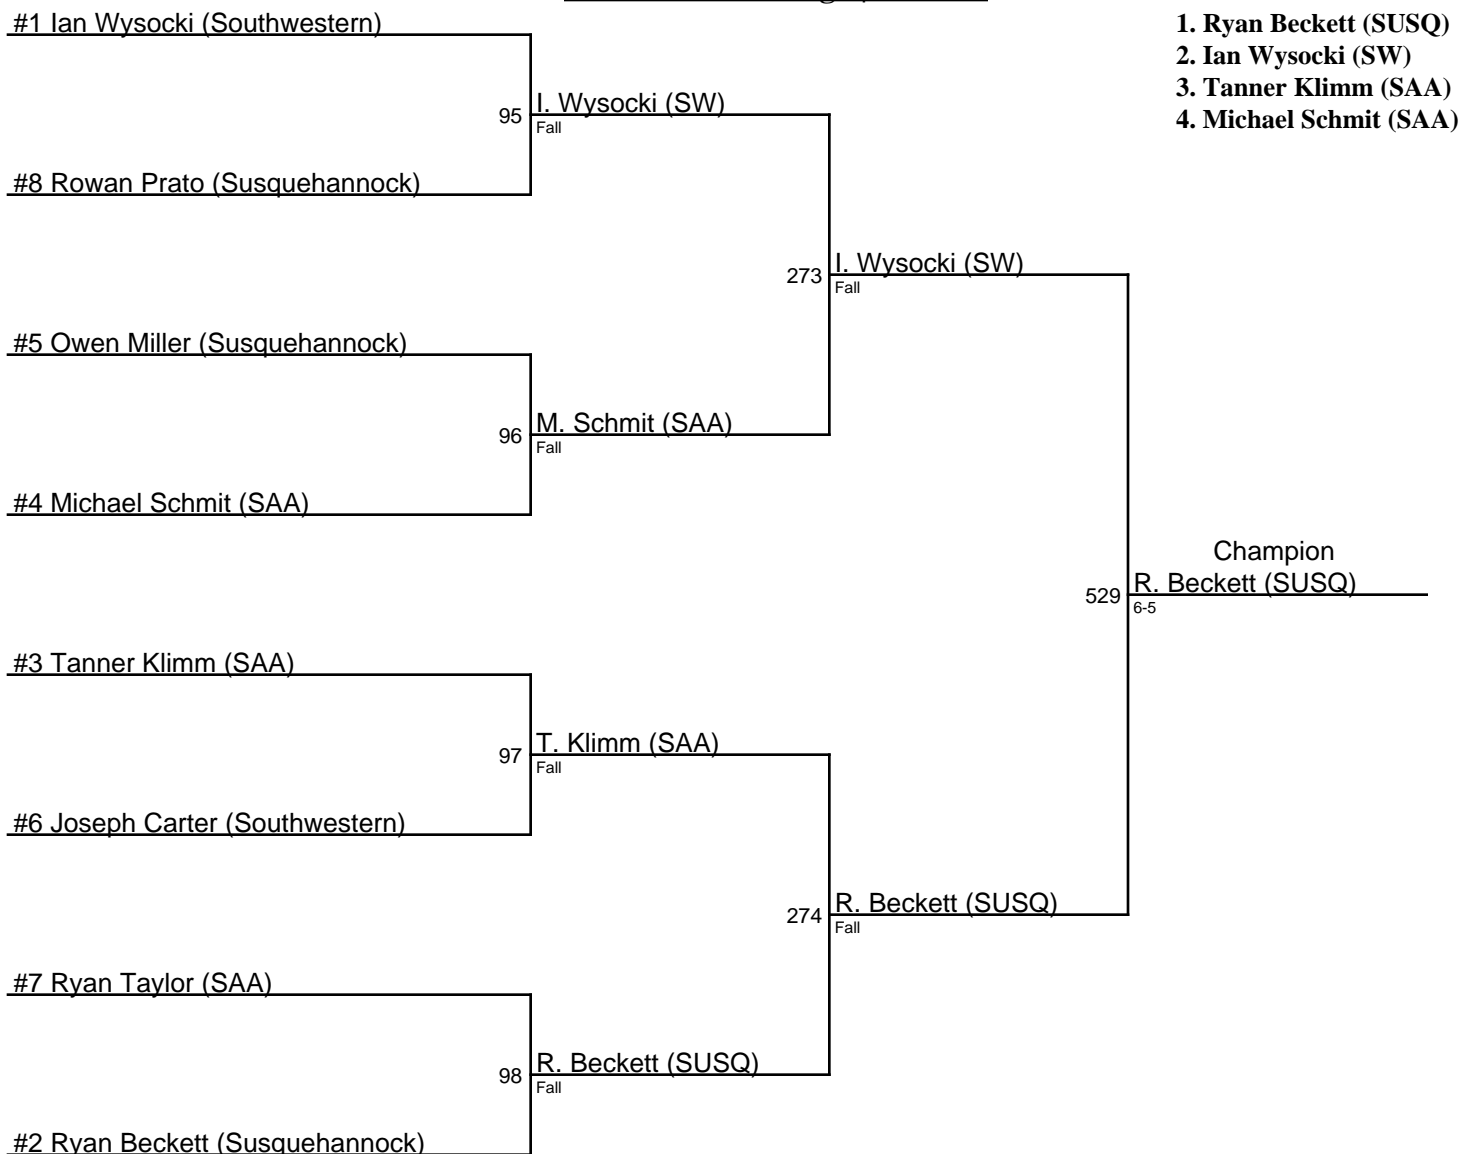 #1 Ian Wysocki (Southwestern)
1. Ryan Beckett (SUSQ)
2. Ian Wysocki (SW)
3. Tanner Klimm (SAA)
4. Michael Schmit (SAA)
95
I. Wysocki (SW)
Fall
#8 Rowan Prato (Susquehannock)
273
I. Wysocki (SW)
Fall
#5 Owen Miller (Susquehannock)
96
M. Schmit (SAA)
Fall
#4 Michael Schmit (SAA)
Champion
529
R. Beckett (SUSQ)
6-5
#3 Tanner Klimm (SAA)
97
T. Klimm (SAA)
Fall
#6 Joseph Carter (Southwestern)
274
R. Beckett (SUSQ)
Fall
#7 Ryan Taylor (SAA)
98
R. Beckett (SUSQ)
Fall
#2 Ryan Beckett (Susquehannock)